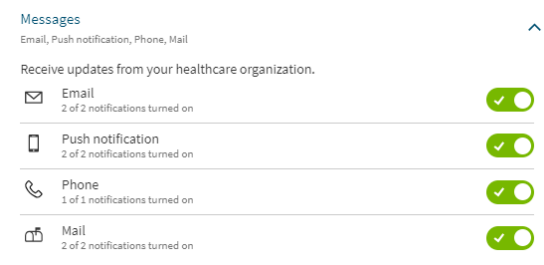 Messages
Email, Push notification, Phone, Mail
Receive updates from your healthcare organization.
Email
2 of 2 notifications turned on
Push notification
2 of 2 notifications turned on
Phone
1 of 1 notifications turned on
Mail
2 of 2 notifications turned on